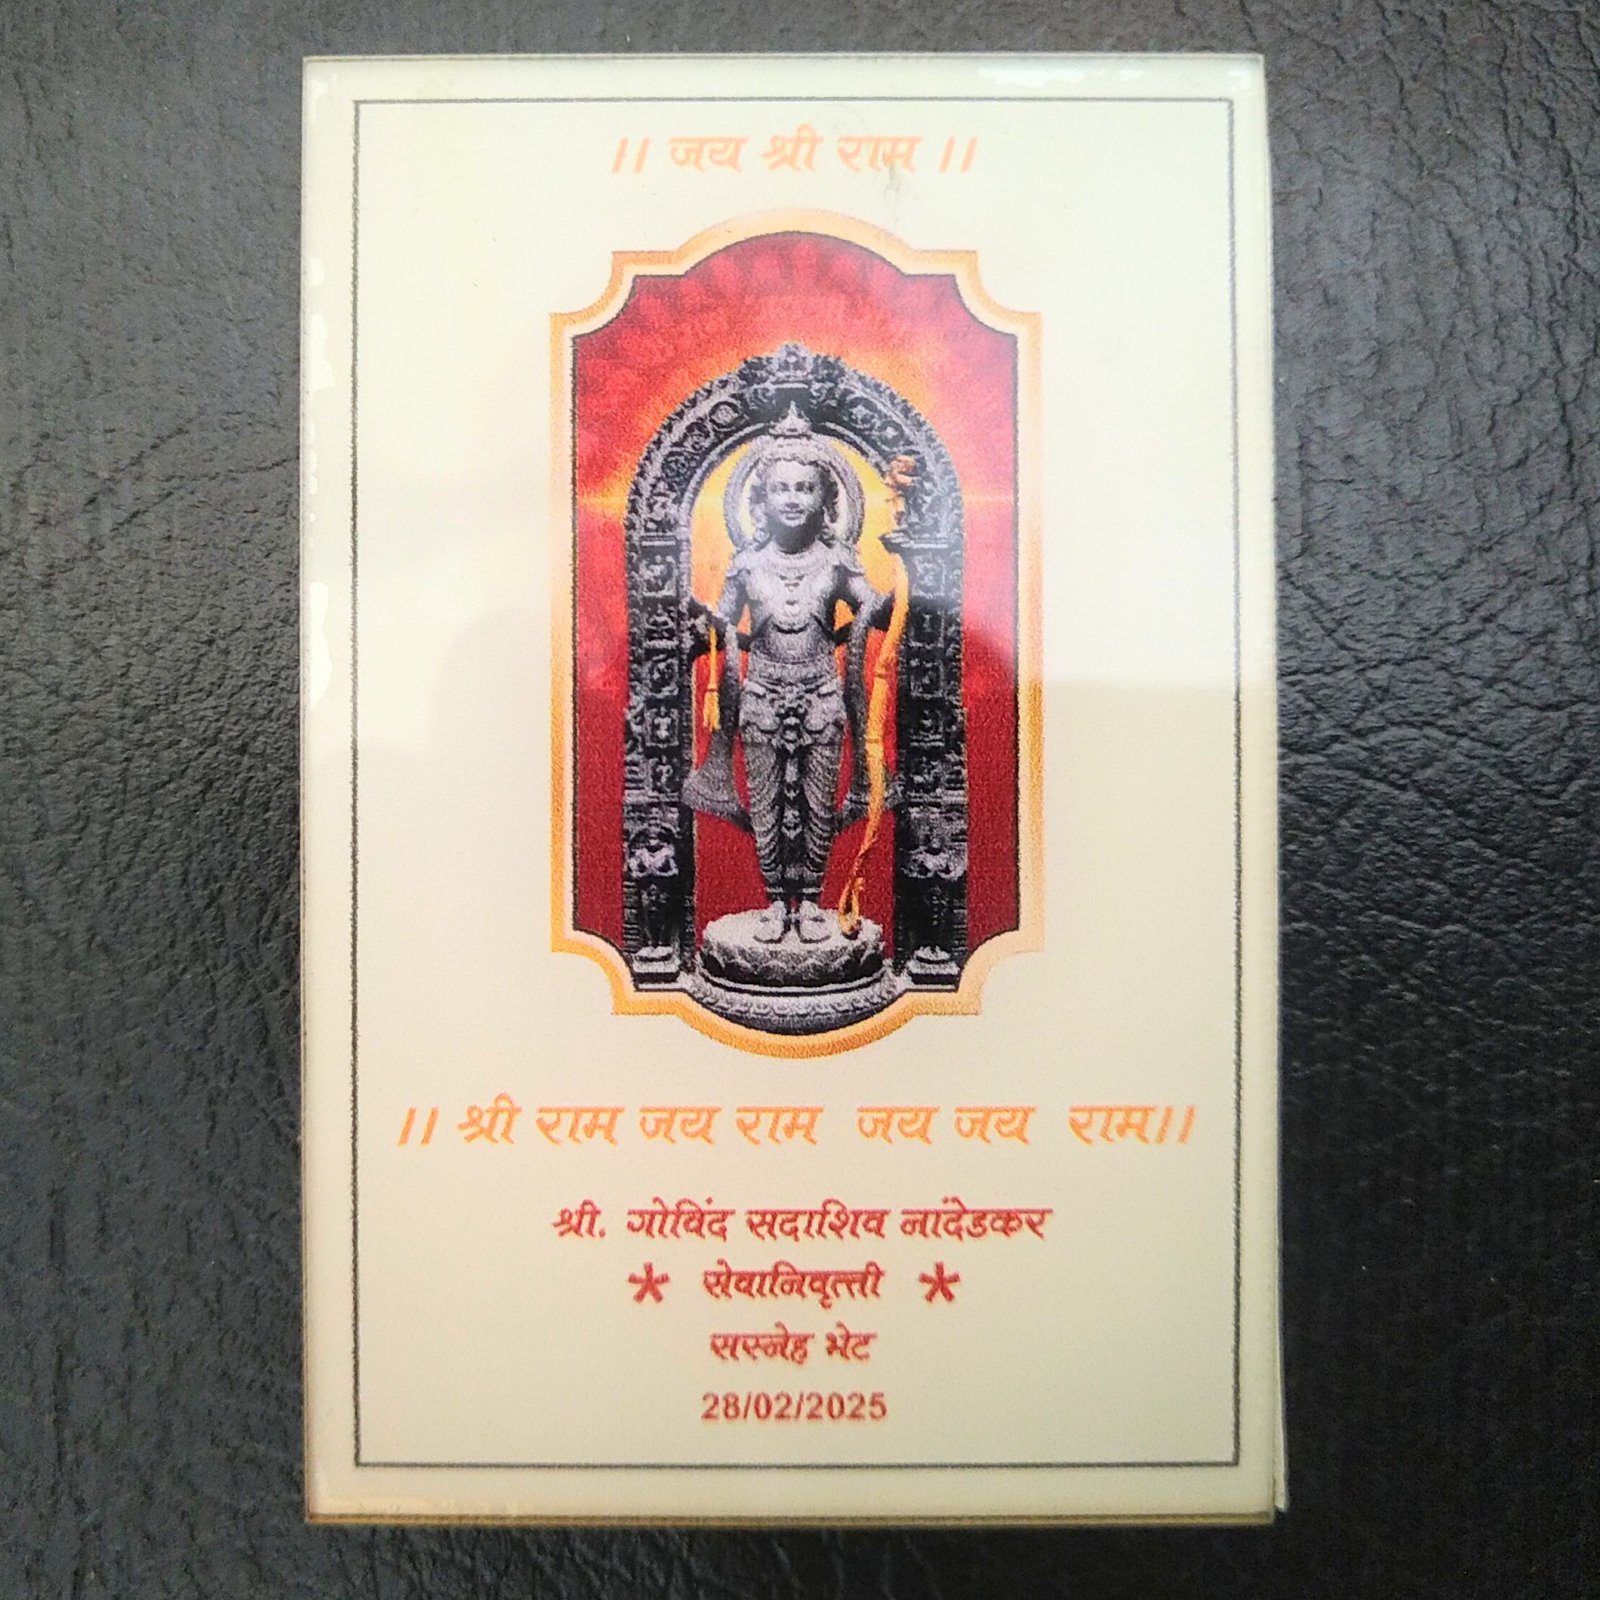 ।। जय श्री राम ।।
।। श्री राम जय राम जय जय राम।।
श्री. गोविंद सदाशिव नांदेडकर
* सेवानिवृत्ती *
सस्नेह भेट
28/02/2025